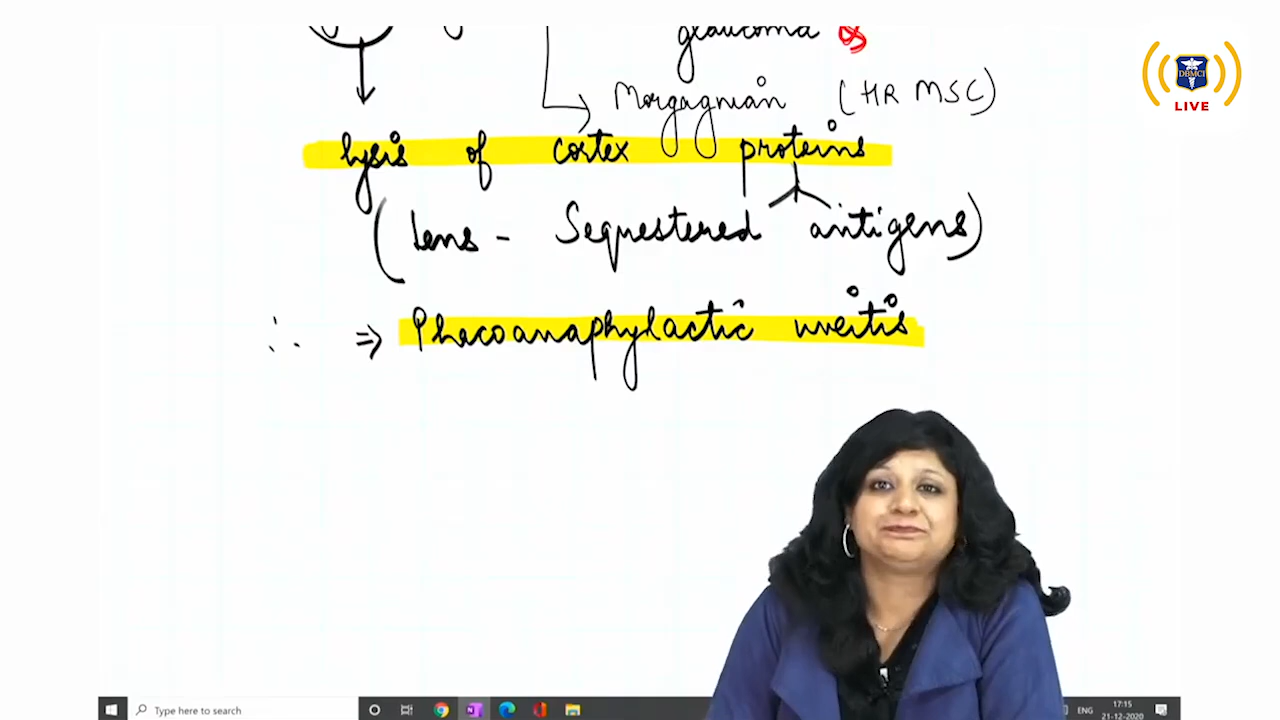 glaucoma
Morgagnian (HR MSC)
lysis of cortex proteins
(Lens - Sequestered antigens)
∴ ⇒ Phacoanaphylactic uveitis
DBMCI
LIVE
Type here to search
ENG
17:15
21-12-2020